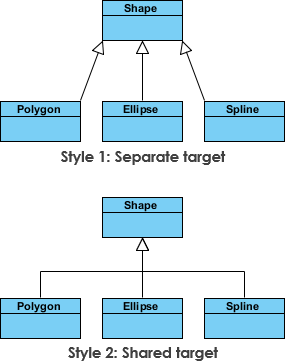 Shape
Polygon Ellipse Spline
Style 1: Separate target
Shape
Polygon Ellipse Spline
Style 2: Shared target